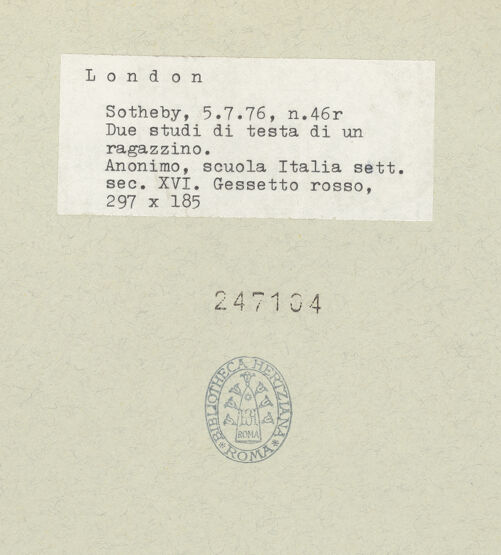 London
Sotheby, 5.7.76, n.46r
Due studi di testa di un
ragazzino.
Anonimo, scuola Italia sett.
sec. XVI. Gessetto rosso,
297 x 185
247104
BIBLIOTHECA HERTZIANA
ROMA
ROMA